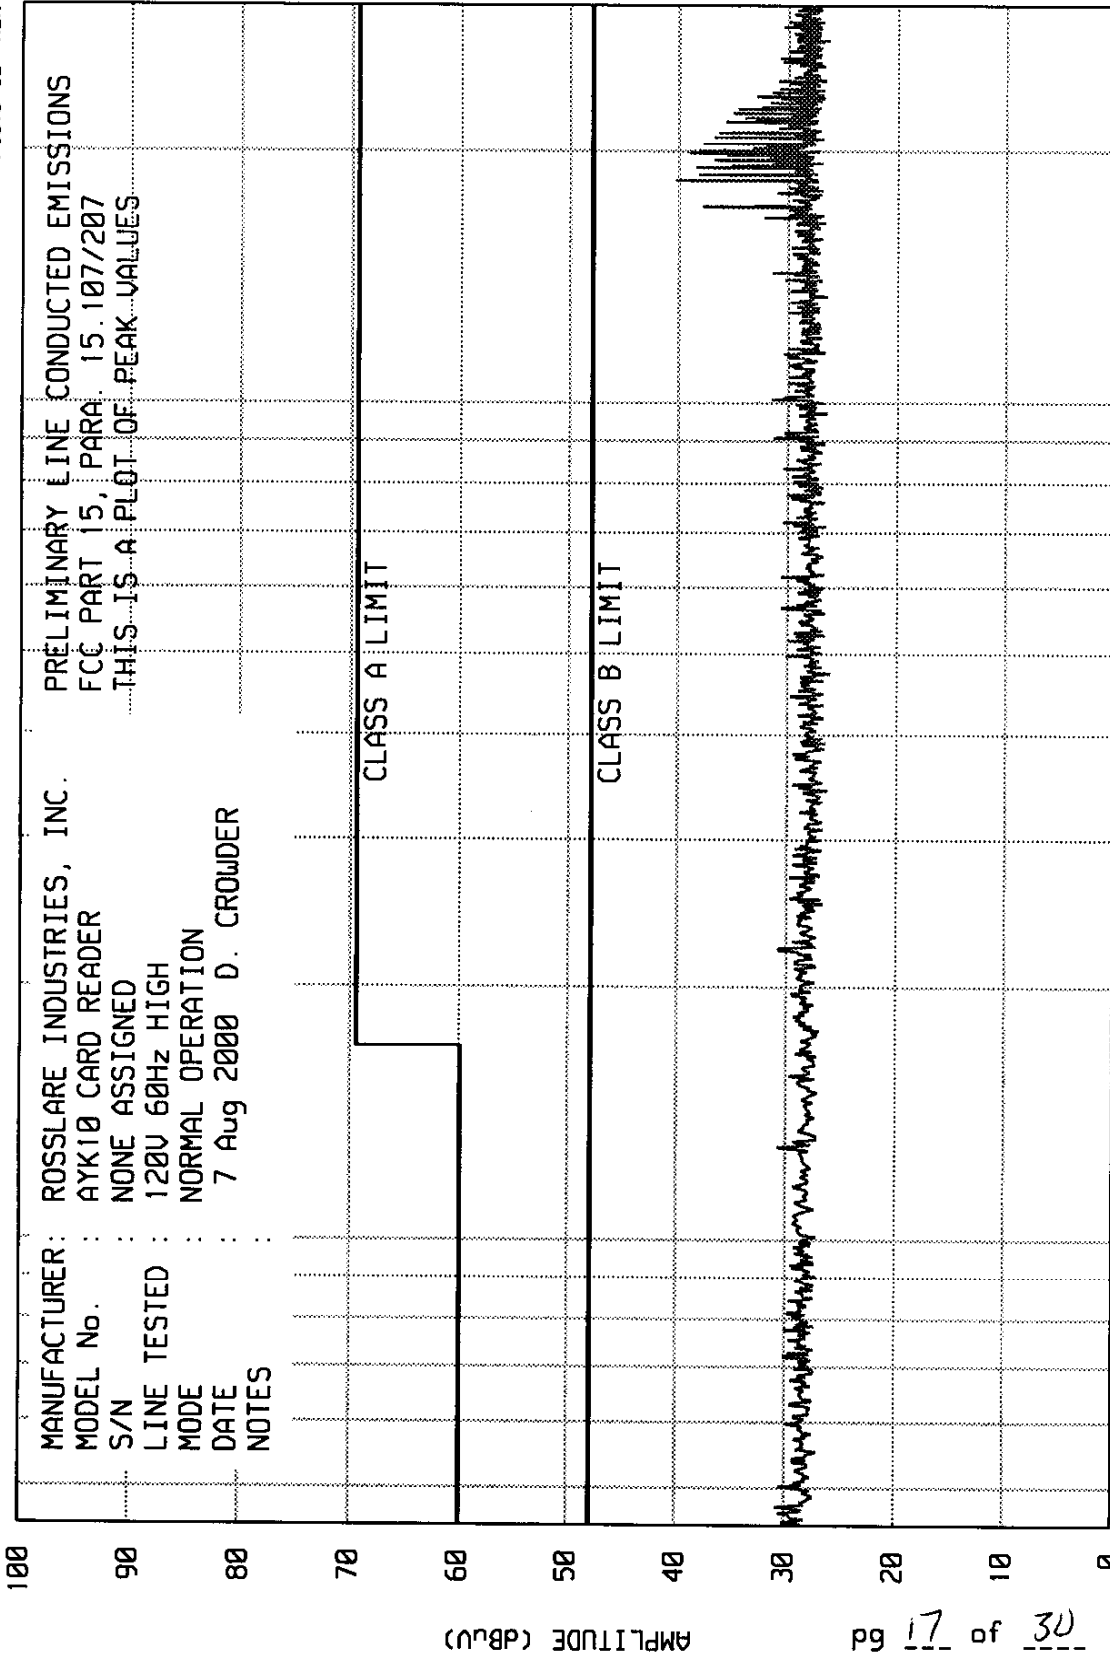 MANUFACTURER: ROSSLARE INDUSTRIES, INC.
MODEL No. : AYK10 CARD READER
S/N : NONE ASSIGNED
LINE TESTED : 120V 60Hz HIGH
MODE : NORMAL OPERATION
DATE : 7 Aug 2000 D. CROWDER
NOTES :
PRELIMINARY LINE CONDUCTED EMISSIONS
FCC PART 15, PARA. 15.107/207
THIS IS A PLOT OF PEAK VALUES
CLASS A LIMIT
CLASS B LIMIT
100
90
80
70
60
50
40
30
20
10
0
AMPLITUDE (dBuV)
pg 17 of 30